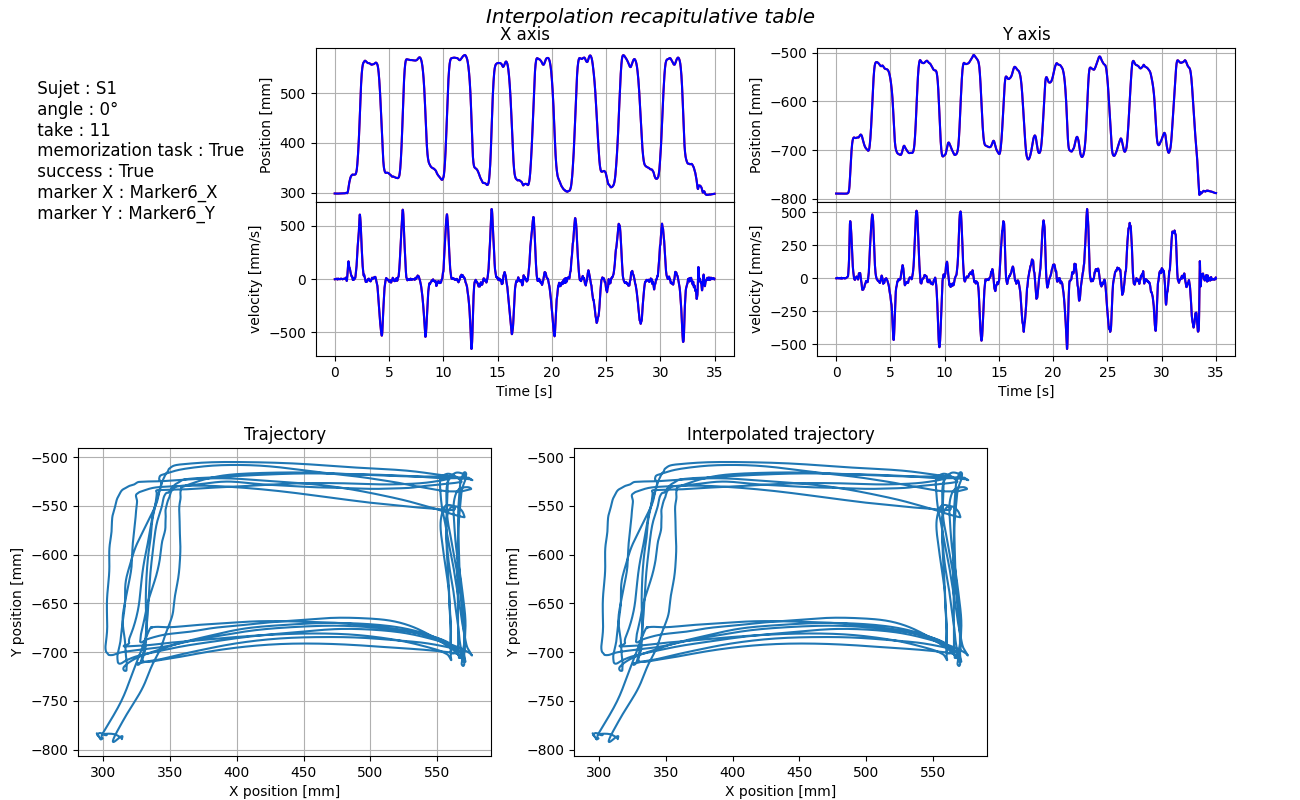 Interpolation recapitulative table
Sujet : S1
angle : 0°
take : 11
memorization task : True
success : True
marker X : Marker6_X
marker Y : Marker6_Y
X axis
Position [mm]
500
400
300
velocity [mm/s]
500
0
−500
0 5 10 15 20 25 30 35
Time [s]
Y axis
Position [mm]
−500
−600
−700
−800
velocity [mm/s]
500
250
0
−250
−500
0 5 10 15 20 25 30 35
Time [s]
Trajectory
Y position [mm]
−500
−550
−600
−650
−700
−750
−800
300 350 400 450 500 550
X position [mm]
Interpolated trajectory
Y position [mm]
−500
−550
−600
−650
−700
−750
−800
300 350 400 450 500 550
X position [mm]